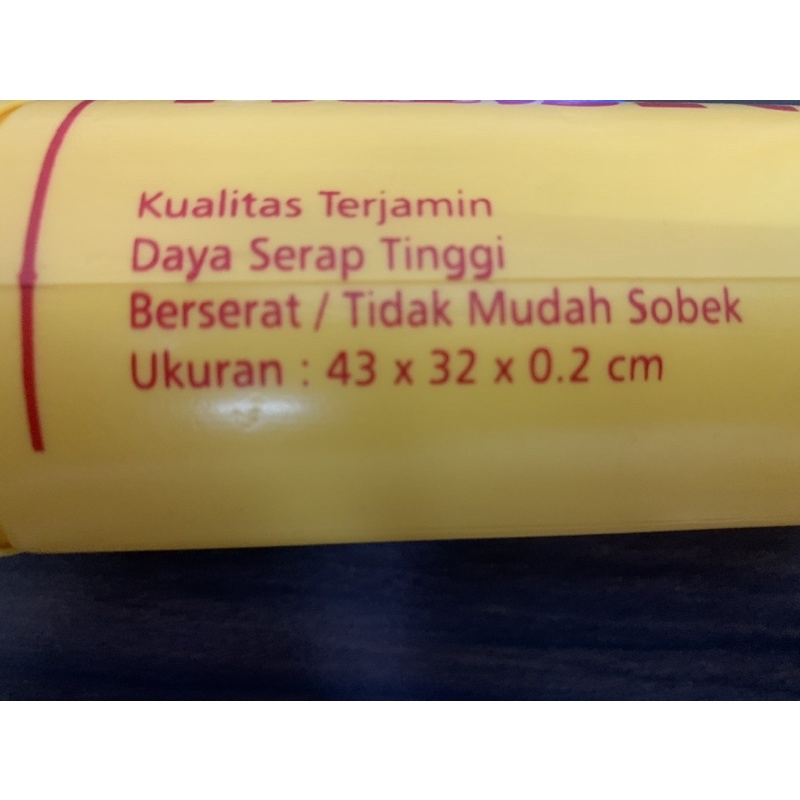 Kualitas Terjamin
Daya Serap Tinggi
Berserat / Tidak Mudah Sobek
Ukuran : 43 x 32 x 0.2 cm